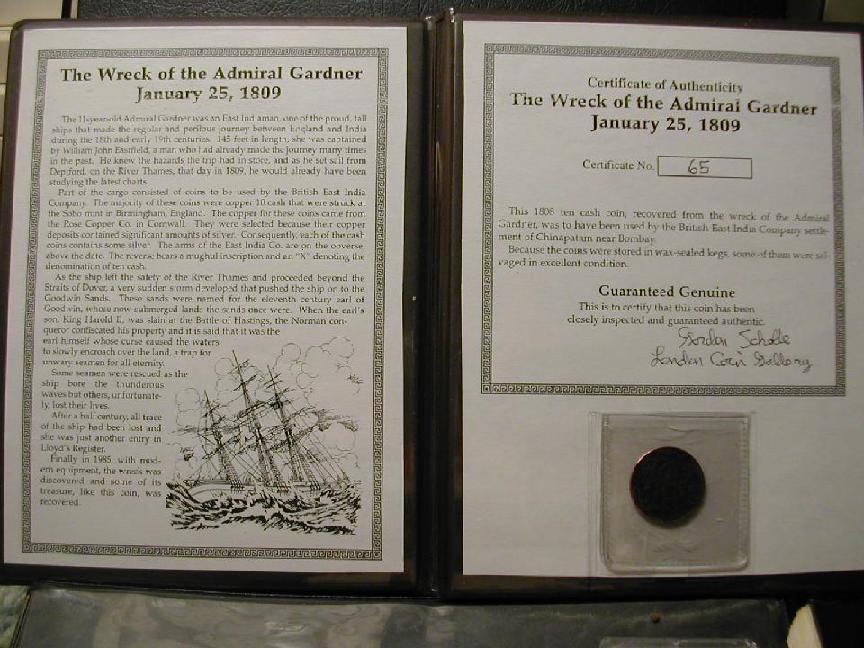 The Wreck of the Admiral Gardner
January 25, 1809
The Admiral Gardner was an East Indiaman, one of the proud, tall
ships that made the regular and perilous journey between England and India
during the 18th and early 19th centuries. 145 feet in length, she was captained
by William John Eastfield, a man who had already made the journey many times
in the past. He knew the hazards the trip had in store, and as he set sail from
Deptford, on the River Thames, that day in 1809, he would already have been
studying the latest charts.
Part of the cargo consisted of coins to be used by the British East India
Company. The majority of these were copper 10 cash that were struck at
the Soho mint in Birmingham, England. The copper for these coins came from
the Rose Copper Co. in Cornwall. They were selected because their copper
deposits contained significant amounts of silver. Consequently, each of the cash
coins contains some silver. The arms of the East India Co. are on the obverse
above the date. The reverse bears a mughul inscription and an "X" denoting the
denomination of ten cash.
As the ship left the safety of the River Thames and proceeded beyond the
Straits of Dover, a very sudden storm developed that pushed the ship on to the
Goodwin Sands. These sands were named for the eleventh century earl of
Goodwin, whose now submerged lands the sands once were. When the earl's
son, King Harold II, was slain at the Battle of Hastings, the Norman con-
queror confiscated his property and it is said that it was the
earl himself whose curse caused the waters
to slowly encroach over the land, a trap for
unwary seamen for all eternity.
Some seamen were rescued as the
ship bore the thunderous
waves but others, unfortunate-
ly, lost their lives.
After a half century, all trace
of the ship had been lost and
she was just another entry in
Lloyd's Register.
Finally in 1985, with mod-
ern equipment, the wreck was
discovered and some of its
treasure, like this coin, was
recovered.
Certificate of Authenticity
The Wreck of the Admiral Gardner
January 25, 1809
Certificate No. 65
This 1808 ten cash coin, recovered from the wreck of the Admiral
Gardner, was to have been used by the British East India Company settle-
ment of Chinapatam near Bombay.
Because the coins were stored in wax-sealed kegs, some of them were sal-
vaged in excellent condition.
Guaranteed Genuine
This is to certify that this coin has been
closely inspected and guaranteed authentic.
Gordon Scholle
London Coin Gallery